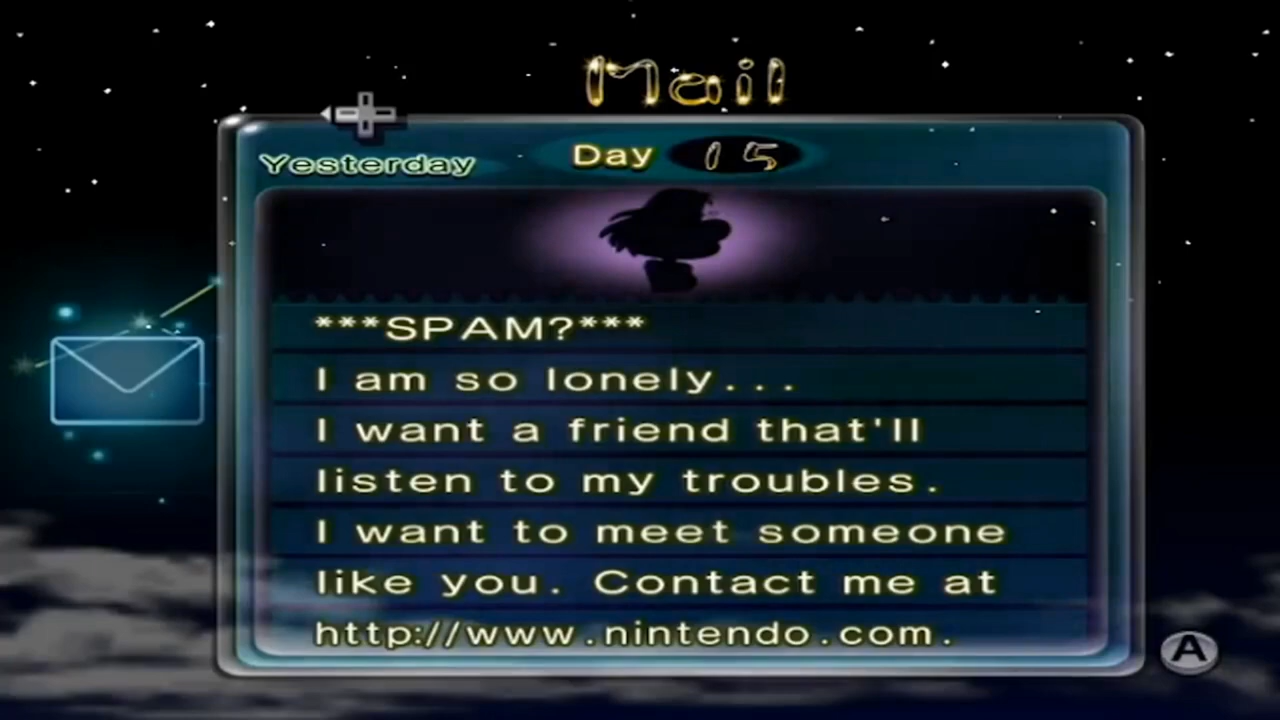 Mail
Yesterday
Day 15
***SPAM?***
I am so lonely...
I want a friend that'll
listen to my troubles.
I want to meet someone
like you. Contact me at
http://www.nintendo.com.
A